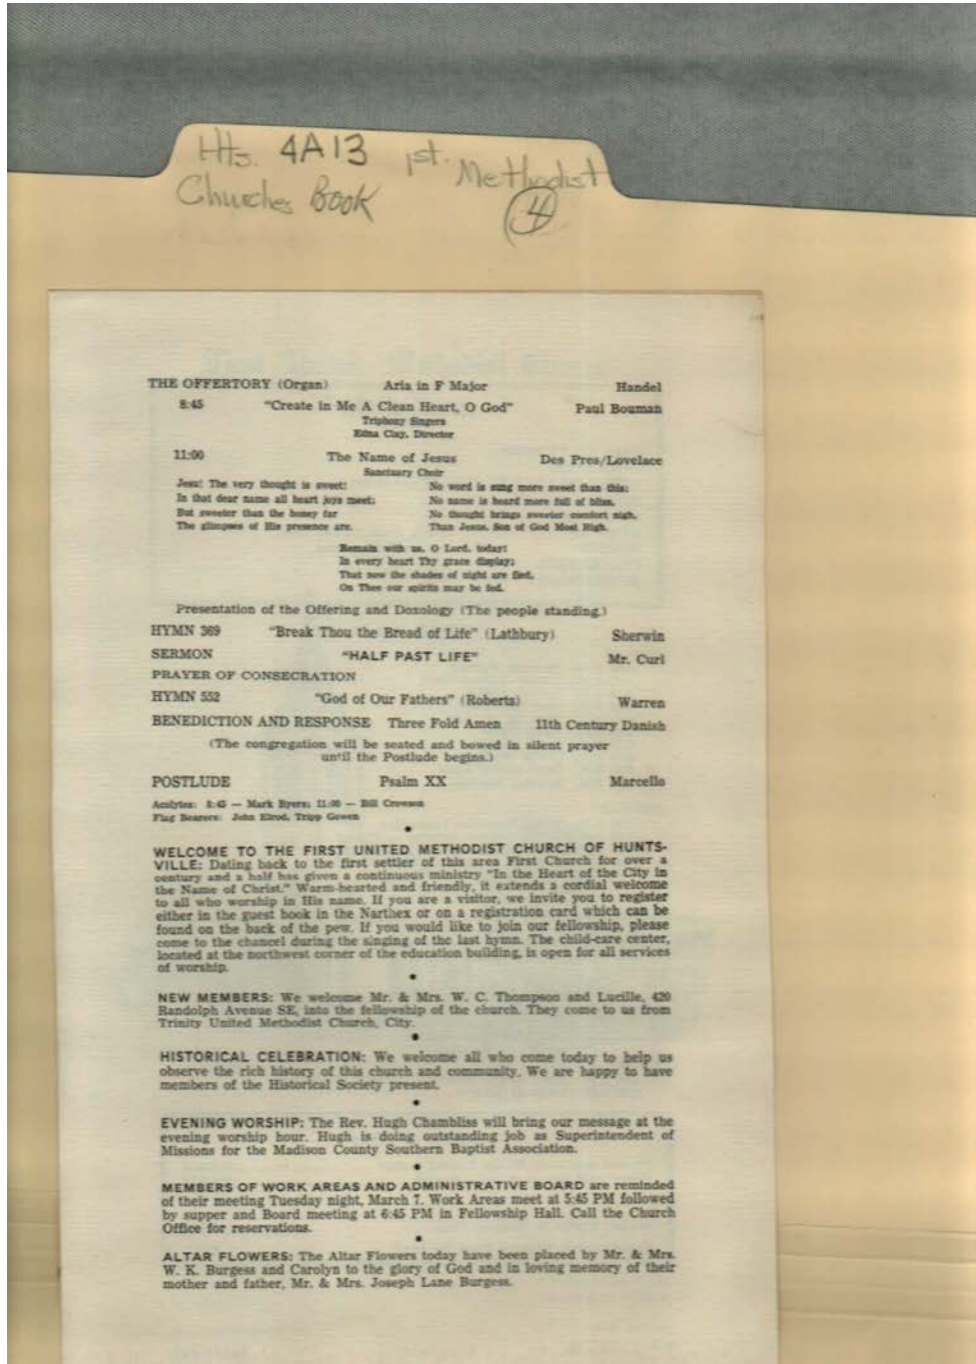 Hts. 4A13 1st. Methodist
Churches Book 4
THE OFFERTORY (Organ) Aria in F Major Handel
8:45 "Create in Me A Clean Heart, O God" Paul Bouman
Triphony Singers
Edna Clay, Director
11:00 The Name of Jesus Des Pres/Lovelace
Sanctuary Choir
Jesu! The very thought is sweet!
In that dear name all heart joys meet;
But sweeter than the honey far
The glimpses of His presence are.
No word is sung more sweet than this;
No name is heard more full of bliss,
No thought brings sweeter comfort nigh,
Than Jesus, Son of God Most High.
Remain with us, O Lord, today!
In every heart Thy grace display;
That now the shades of night are fled,
On Thee our spirits may be fed.
Presentation of the Offering and Doxology (The people standing.)
HYMN 369 "Break Thou the Bread of Life" (Lathbury) Sherwin
SERMON "HALF PAST LIFE" Mr. Curl
PRAYER OF CONSECRATION
HYMN 552 "God of Our Fathers" (Roberts) Warren
BENEDICTION AND RESPONSE Three Fold Amen 11th Century Danish
(The congregation will be seated and bowed in silent prayer
until the Postlude begins.)
POSTLUDE Psalm XX Marcello
Acolytes: 8:45 — Mark Byers; 11:00 — Bill Crowson
Flag Bearers: John Elrod, Tripp Gowen
WELCOME TO THE FIRST UNITED METHODIST CHURCH OF HUNTS-
VILLE: Dating back to the first settler of this area First Church for over a
century and a half has given a continuous ministry "In the Heart of the City in
the Name of Christ." Warm-hearted and friendly, it extends a cordial welcome
to all who worship in His name. If you are a visitor, we invite you to register
either in the guest book in the Narthex or on a registration card which can be
found on the back of the pew. If you would like to join our fellowship, please
come to the chancel during the singing of the last hymn. The child-care center,
located at the northwest corner of the education building, is open for all services
of worship.
NEW MEMBERS: We welcome Mr. & Mrs. W. C. Thompson and Lucille, 420
Randolph Avenue SE, into the fellowship of the church. They come to us from
Trinity United Methodist Church, City.
HISTORICAL CELEBRATION: We welcome all who come today to help us
observe the rich history of this church and community. We are happy to have
members of the Historical Society present.
EVENING WORSHIP: The Rev. Hugh Chambliss will bring our message at the
evening worship hour. Hugh is doing outstanding job as Superintendent of
Missions for the Madison County Southern Baptist Association.
MEMBERS OF WORK AREAS AND ADMINISTRATIVE BOARD are reminded
of their meeting Tuesday night, March 7. Work Areas meet at 5:45 PM followed
by supper and Board meeting at 6:45 PM in Fellowship Hall. Call the Church
Office for reservations.
ALTAR FLOWERS: The Altar Flowers today have been placed by Mr. & Mrs.
W. K. Burgess and Carolyn to the glory of God and in loving memory of their
mother and father, Mr. & Mrs. Joseph Lane Burgess.